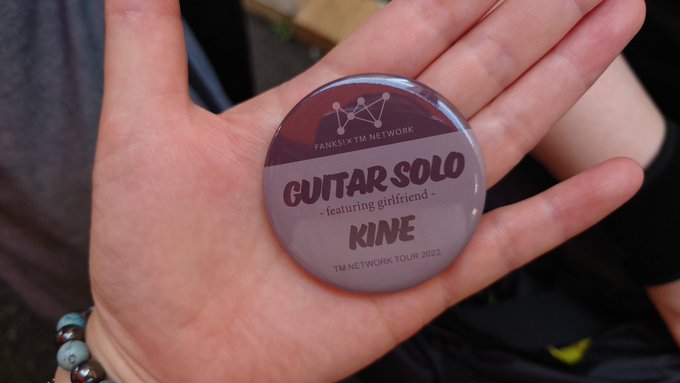 FANKS! × TM NETWORK
GUITAR SOLO
- featuring girlfriend -
KINE
TM NETWORK TOUR 2022